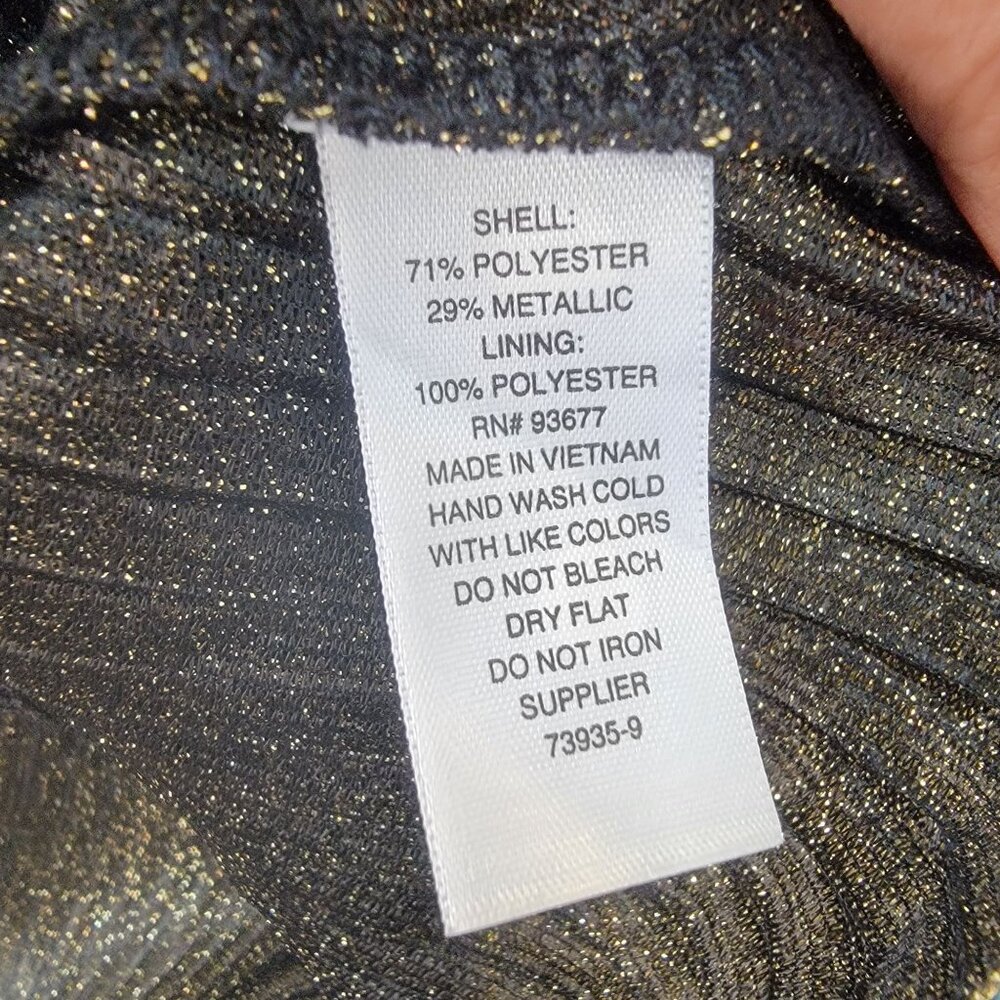 SHELL:
71% POLYESTER
29% METALLIC
LINING:
100% POLYESTER
RN# 93677
MADE IN VIETNAM
HAND WASH COLD
WITH LIKE COLORS
DO NOT BLEACH
DRY FLAT
DO NOT IRON
SUPPLIER
73935-9